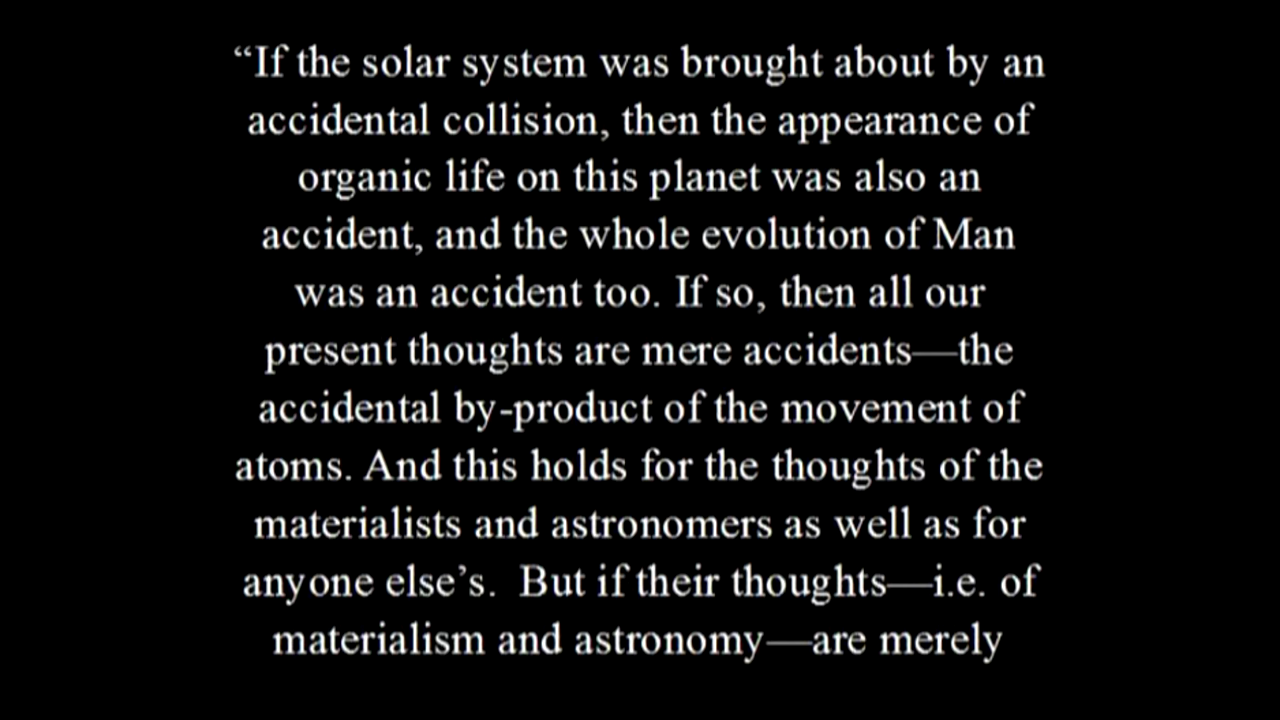 “If the solar system was brought about by an
accidental collision, then the appearance of
organic life on this planet was also an
accident, and the whole evolution of Man
was an accident too. If so, then all our
present thoughts are mere accidents—the
accidental by-product of the movement of
atoms. And this holds for the thoughts of the
materialists and astronomers as well as for
anyone else’s.  But if their thoughts—i.e. of
materialism and astronomy—are merely